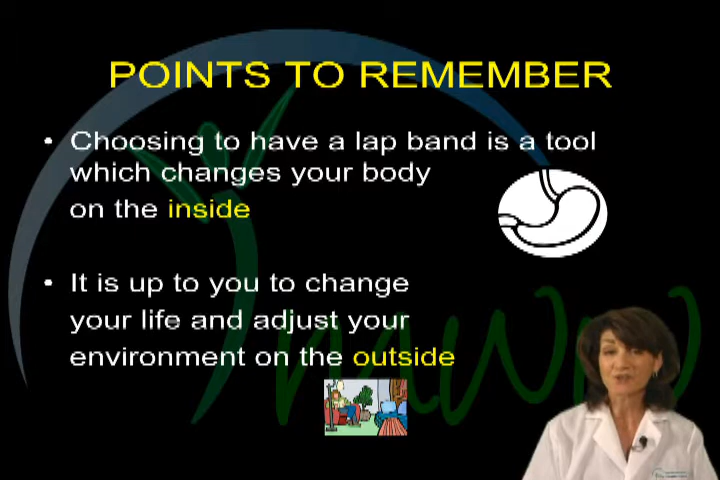 POINTS TO REMEMBER
• Choosing to have a lap band is a tool
which changes your body
on the inside
• It is up to you to change
your life and adjust your
environment on the outside